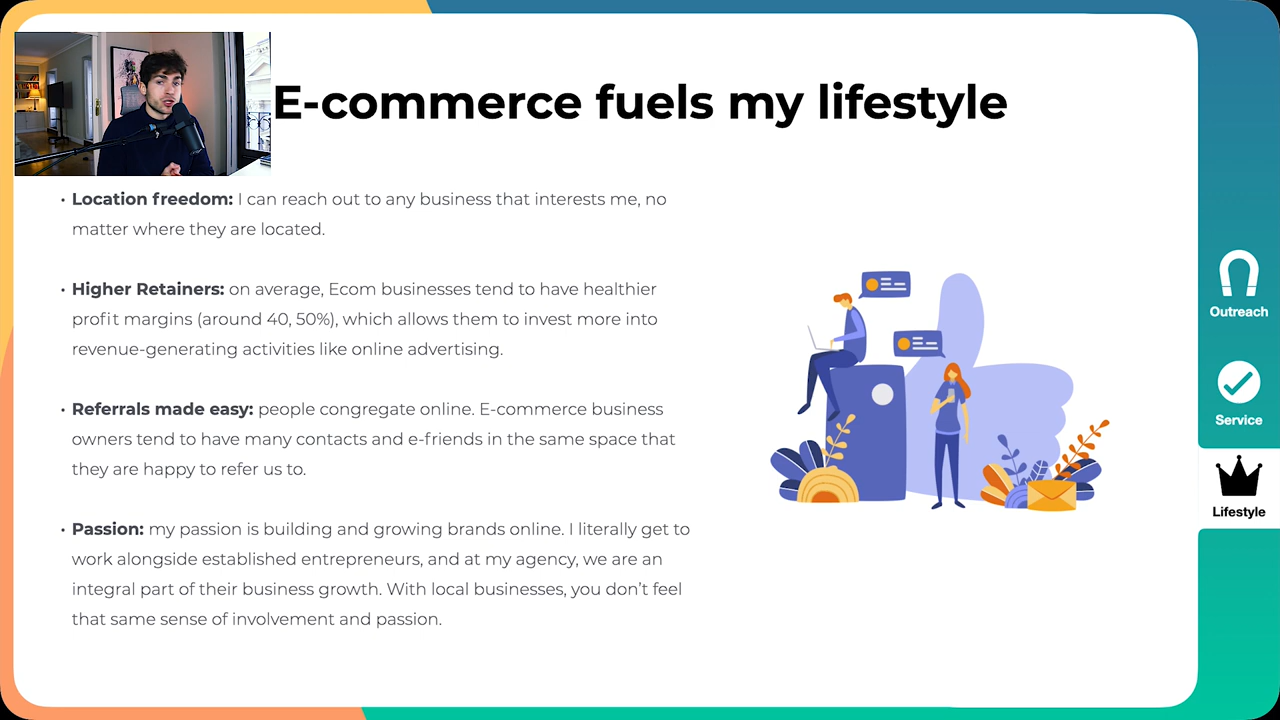 E-commerce fuels my lifestyle
• Location freedom: I can reach out to any business that interests me, no
matter where they are located.
• Higher Retainers: on average, Ecom businesses tend to have healthier
profit margins (around 40, 50%), which allows them to invest more into
revenue-generating activities like online advertising.
• Referrals made easy: people congregate online. E-commerce business
owners tend to have many contacts and e-friends in the same space that
they are happy to refer us to.
• Passion: my passion is building and growing brands online. I literally get to
work alongside established entrepreneurs, and at my agency, we are an
integral part of their business growth. With local businesses, you don’t feel
that same sense of involvement and passion.
Outreach
Service
Lifestyle